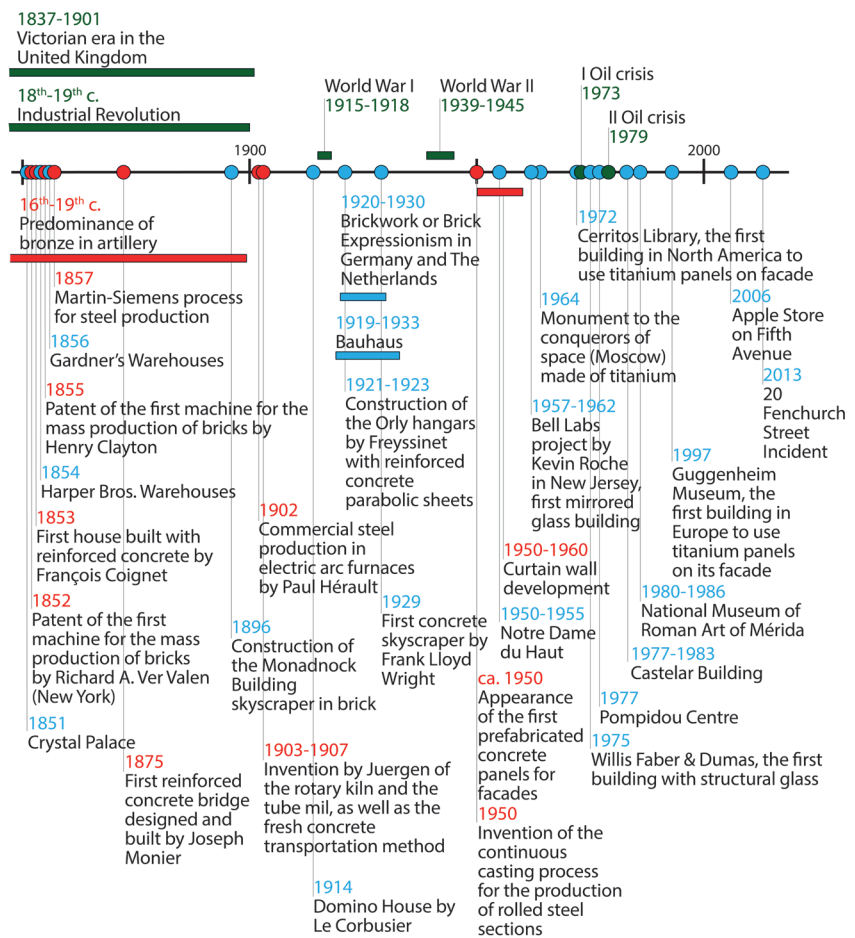 1837-1901
Victorian era in the
United Kingdom
18th-19th c.
Industrial Revolution
World War I
1915-1918
World War II
1939-1945
I Oil crisis
1973
II Oil crisis
1979
1900
2000
16th-19th c.
Predominance of
bronze in artillery
1857
Martin-Siemens process
for steel production
1856
Gardner's Warehouses
1855
Patent of the first machine for the
mass production of bricks by
Henry Clayton
1854
Harper Bros. Warehouses
1853
First house built with
reinforced concrete by
François Coignet
1852
Patent of the first
machine for the mass
production of bricks
by Richard A. Ver Valen
(New York)
1851
Crystal Palace
1875
First reinforced
concrete bridge
designed and
built by Joseph
Monier
1896
Construction of
the Monadnock
Building
skyscraper in brick
1902
Commercial steel
production in
electric arc furnaces
by Paul Hérault
1903-1907
Invention by Juergen of
the rotary kiln and the
tube mil, as well as the
fresh concrete
transportation method
1914
Domino House by
Le Corbusier
1920-1930
Brickwork or Brick
Expressionism in
Germany and The
Netherlands
1919-1933
Bauhaus
1921-1923
Construction of
the Orly hangars
by Freyssinet
with reinforced
concrete
parabolic sheets
1929
First concrete
skyscraper by
Frank Lloyd
Wright
ca. 1950
Appearance
of the first
prefabricated
concrete
panels for
facades
1950
Invention of the
continuous
casting process
for the production
of rolled steel
sections
1950-1960
Curtain wall
development
1950-1955
Notre Dame
du Haut
1957-1962
Bell Labs
project by
Kevin Roche
in New Jersey,
first mirrored
glass building
1964
Monument to the
conquerors of
space (Moscow)
made of titanium
1972
Cerritos Library, the first
building in North America to
use titanium panels on facade
1975
Willis Faber & Dumas, the first
building with structural glass
1977
Pompidou Centre
1977-1983
Castelar Building
1980-1986
National Museum of
Roman Art of Mérida
1997
Guggenheim
Museum, the
first building in
Europe to use
titanium panels
on its facade
2006
Apple Store
on Fifth
Avenue
2013
20
Fenchurch
Street
Incident